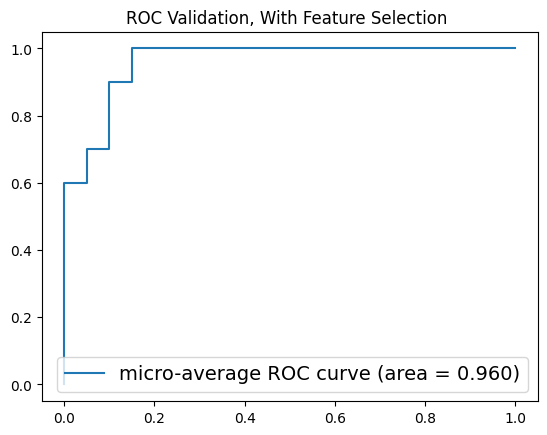 ROC Validation, With Feature Selection
1.0
0.8
0.6
0.4
0.2
0.0
micro-average ROC curve (area = 0.960)
0.0 0.2 0.4 0.6 0.8 1.0